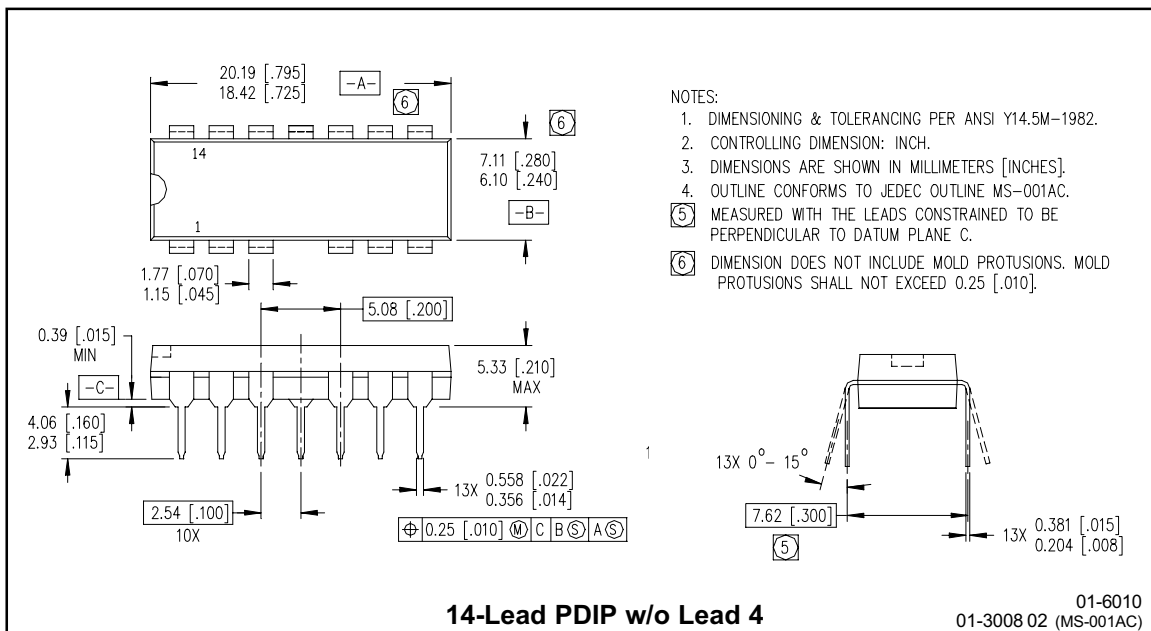 20.19 [.795]
18.42 [.725]
-A-
6
6
14
1
7.11 [.280]
6.10 [.240]
-B-
1.77 [.070]
1.15 [.045]
5.08 [.200]
0.39 [.015]
MIN
-C-
5.33 [.210]
MAX
4.06 [.160]
2.93 [.115]
2.54 [.100]
10X
13X 0.558 [.022]
0.356 [.014]
⌖ 0.25 [.010] Ⓜ C B Ⓢ A Ⓢ
NOTES:
1. DIMENSIONING & TOLERANCING PER ANSI Y14.5M-1982.
2. CONTROLLING DIMENSION: INCH.
3. DIMENSIONS ARE SHOWN IN MILLIMETERS [INCHES].
4. OUTLINE CONFORMS TO JEDEC OUTLINE MS-001AC.
5 MEASURED WITH THE LEADS CONSTRAINED TO BE
PERPENDICULAR TO DATUM PLANE C.
6 DIMENSION DOES NOT INCLUDE MOLD PROTUSIONS. MOLD
PROTUSIONS SHALL NOT EXCEED 0.25 [.010].
1
13X 0°- 15°
7.62 [.300]
5
13X 0.381 [.015]
0.204 [.008]
14-Lead PDIP w/o Lead 4
01-6010
01-3008 02 (MS-001AC)